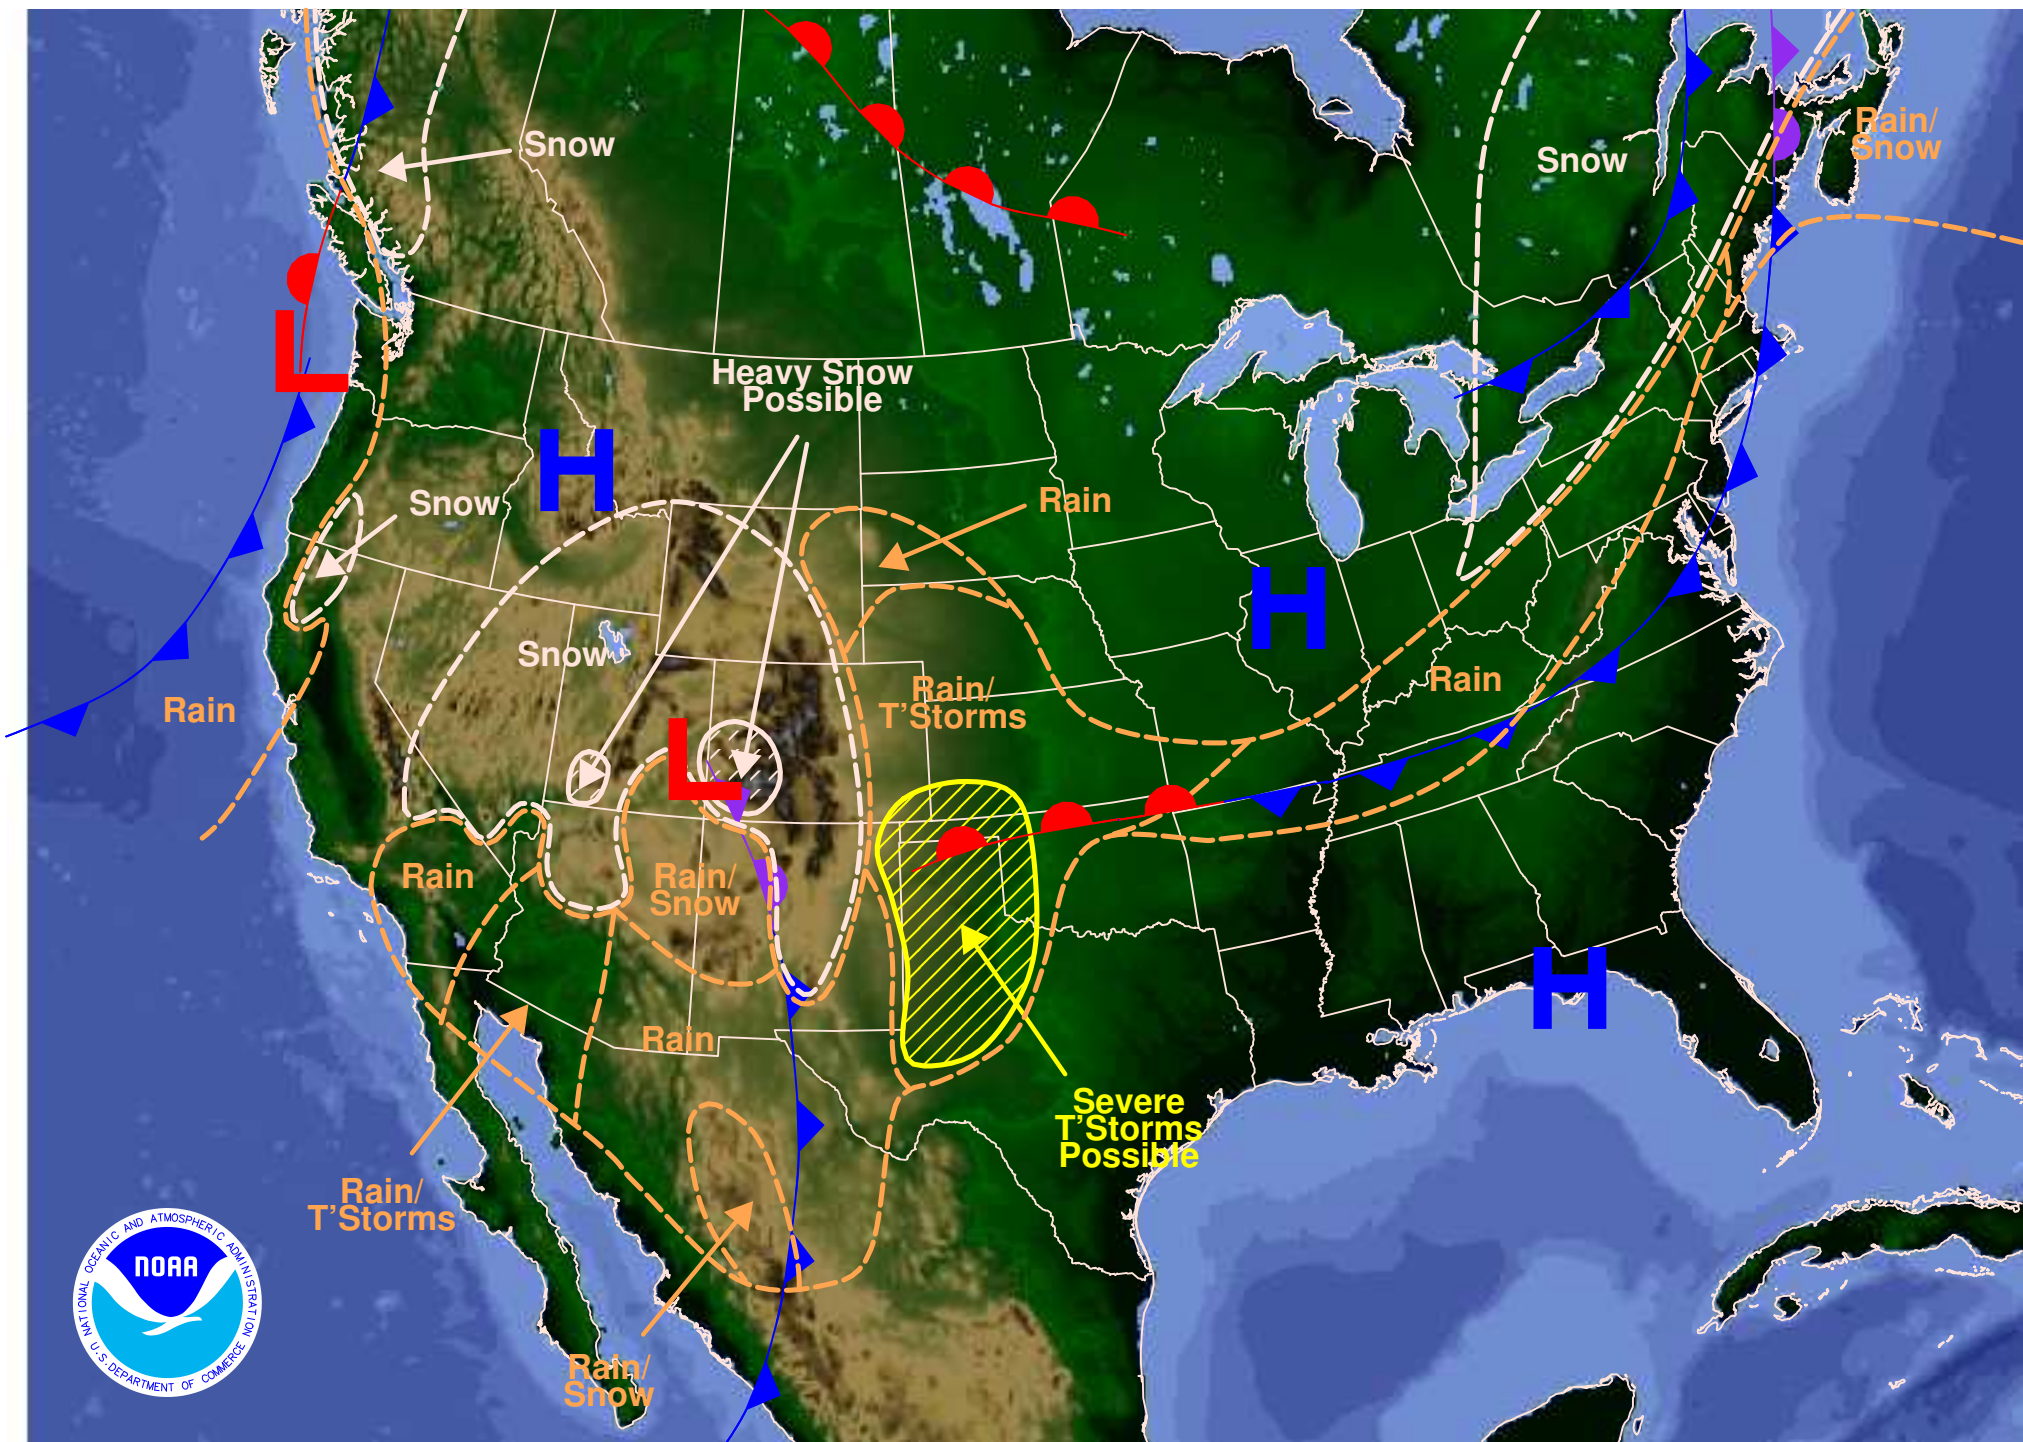 Snow
Rain/
Snow
Snow
L
Heavy Snow
Possible
H
Snow
Rain
H
Snow
Rain
Rain/
T'Storms
Rain
L
Rain
Rain/
Snow
H
Rain
Severe
T'Storms
Possible
Rain/
T'Storms
Rain/
Snow
NATIONAL OCEANIC AND ATMOSPHERIC ADMINISTRATION
NOAA
U.S. DEPARTMENT OF COMMERCE